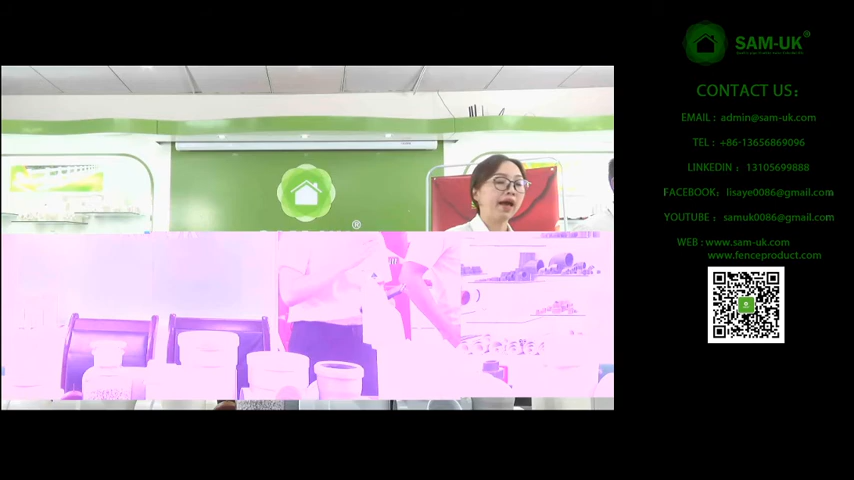 SAM-UK®
CONTACT US:
EMAIL : admin@sam-uk.com
TEL : +86-13656869096
LINKEDIN : 13105699888
FACEBOOK: lisaye0086@gmail.com
YOUTUBE : samuk0086@gmail.com
WEB : www.sam-uk.com
www.fenceproduct.com